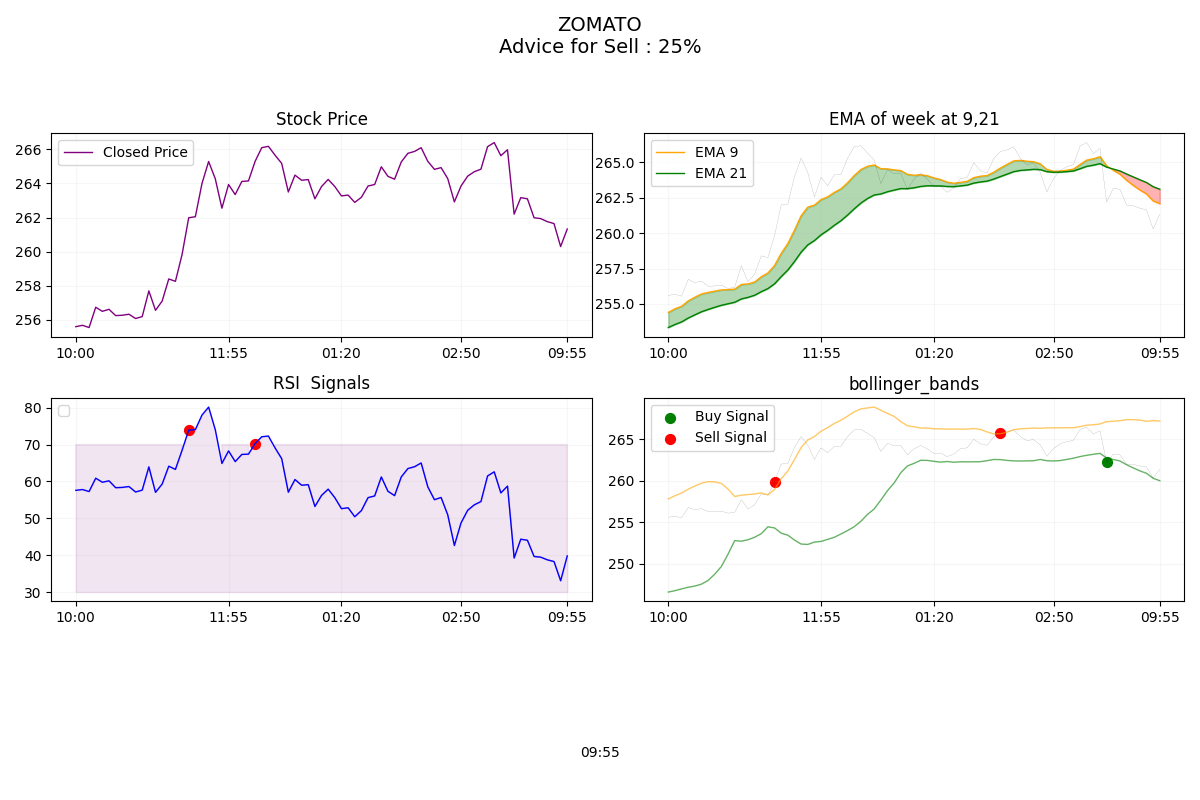 ZOMATO
Advice for Sell : 25%
Stock Price
Closed Price
266
264
262
260
258
256
10:00 11:55 01:20 02:50 09:55
EMA of week at 9,21
EMA 9
EMA 21
265.0
262.5
260.0
257.5
255.0
10:00 11:55 01:20 02:50 09:55
RSI  Signals
80
70
60
50
40
30
10:00 11:55 01:20 02:50 09:55
bollinger_bands
Buy Signal
Sell Signal
265
260
255
250
10:00 11:55 01:20 02:50 09:55
09:55